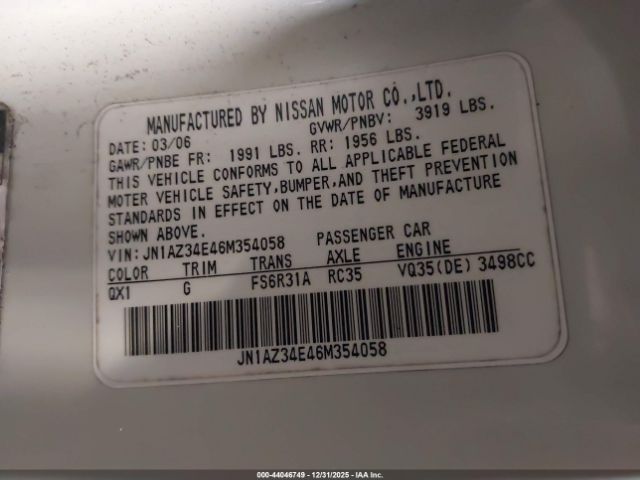 MANUFACTURED BY NISSAN MOTOR CO.,LTD.
DATE: 03/06 GVWR/PNBV: 3919 LBS.
GAWR/PNBE FR: 1991 LBS. RR: 1956 LBS.
THIS VEHICLE CONFORMS TO ALL APPLICABLE FEDERAL
MOTOR VEHICLE SAFETY,BUMPER,AND THEFT PREVENTION
STANDARDS IN EFFECT ON THE DATE OF MANUFACTURE
SHOWN ABOVE.
VIN:JN1AZ34E46M354058 PASSENGER CAR
COLOR TRIM TRANS AXLE ENGINE
QX1 G FS6R31A RC35 VQ35(DE) 3498CC
JN1AZ34E46M354058
000-44046749 - 12/31/2025 - IAA Inc.